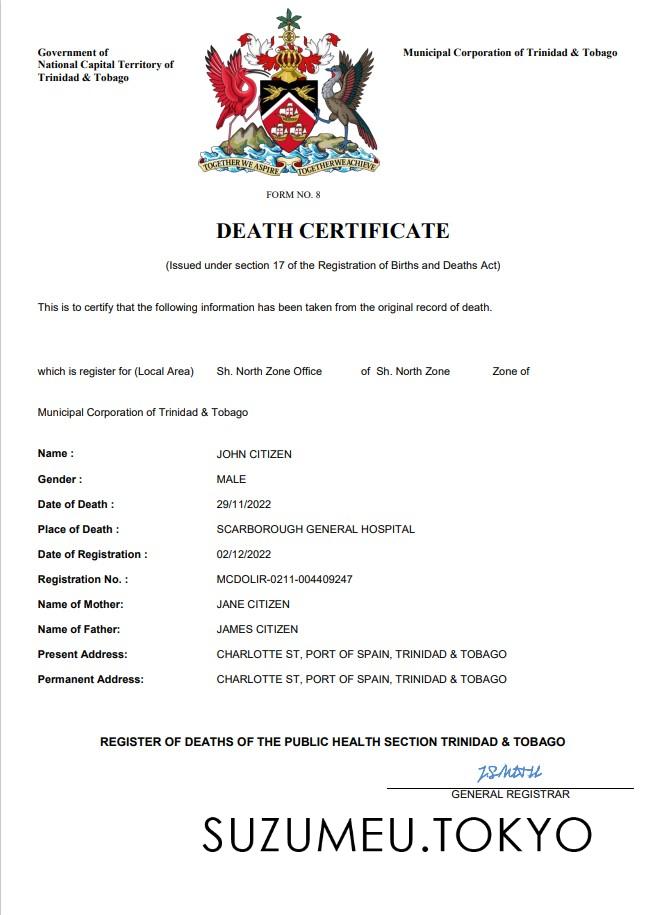 Government of
National Capital Territory of
Trinidad & Tobago
Municipal Corporation of Trinidad & Tobago
TOGETHER WE ASPIRE TOGETHER WE ACHIEVE
FORM NO. 8
DEATH CERTIFICATE
(Issued under section 17 of the Registration of Births and Deaths Act)
This is to certify that the following information has been taken from the original record of death.
which is register for (Local Area) Sh. North Zone Office of Sh. North Zone Zone of
Municipal Corporation of Trinidad & Tobago
Name : JOHN CITIZEN
Gender : MALE
Date of Death : 29/11/2022
Place of Death : SCARBOROUGH GENERAL HOSPITAL
Date of Registration : 02/12/2022
Registration No. : MCDOLIR-0211-004409247
Name of Mother: JANE CITIZEN
Name of Father: JAMES CITIZEN
Present Address: CHARLOTTE ST, PORT OF SPAIN, TRINIDAD & TOBAGO
Permanent Address: CHARLOTTE ST, PORT OF SPAIN, TRINIDAD & TOBAGO
REGISTER OF DEATHS OF THE PUBLIC HEALTH SECTION TRINIDAD & TOBAGO
GENERAL REGISTRAR
SUZUMEU.TOKYO